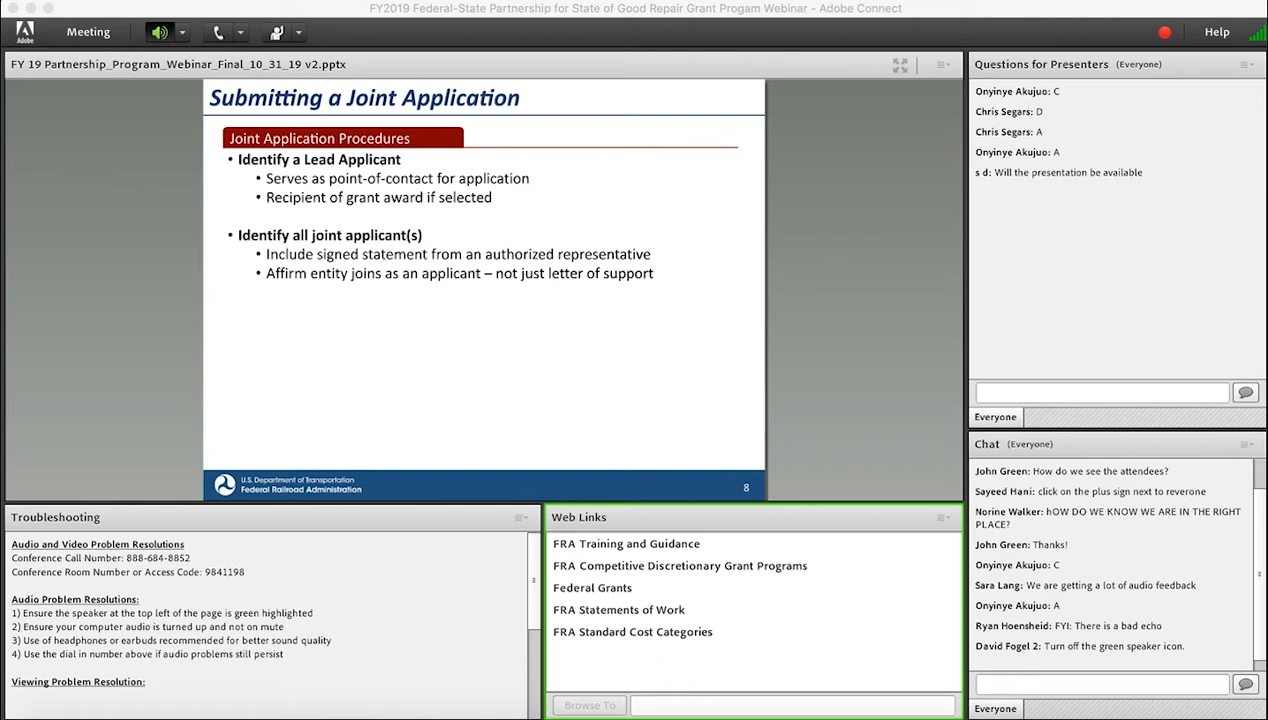 FY2019 Federal-State Partnership for State of Good Repair Grant Progam Webinar - Adobe Connect
Adobe
Meeting
Help
FY 19 Partnership_Program_Webinar_Final_10_31_19 v2.pptx
Submitting a Joint Application
Joint Application Procedures
• Identify a Lead Applicant
• Serves as point-of-contact for application
• Recipient of grant award if selected
• Identify all joint applicant(s)
• Include signed statement from an authorized representative
• Affirm entity joins as an applicant – not just letter of support
U.S. Department of Transportation
Federal Railroad Administration
8
Questions for Presenters (Everyone)
Onyinye Akujuo: C
Chris Segars: D
Chris Segars: A
Onyinye Akujuo: A
s d: Will the presentation be available
Everyone
Chat (Everyone)
John Green: How do we see the attendees?
Sayeed Hani: click on the plus sign next to reverone
Norine Walker: hOW DO WE KNOW WE ARE IN THE RIGHT
PLACE?
John Green: Thanks!
Onyinye Akujuo: C
Sara Lang: We are getting a lot of audio feedback
Onyinye Akujuo: A
Ryan Hoensheid: FYI: There is a bad echo
David Fogel 2: Turn off the green speaker icon.
Everyone
Troubleshooting
Audio and Video Problem Resolutions
Conference Call Number: 888-684-8852
Conference Room Number or Access Code: 9841198
Audio Problem Resolutions:
1) Ensure the speaker at the top left of the page is green highlighted
2) Ensure your computer audio is turned up and not on mute
3) Use of headphones or earbuds recommended for better sound quality
4) Use the dial in number above if audio problems still persist
Viewing Problem Resolution:
Web Links
FRA Training and Guidance
FRA Competitive Discretionary Grant Programs
Federal Grants
FRA Statements of Work
FRA Standard Cost Categories
Browse To